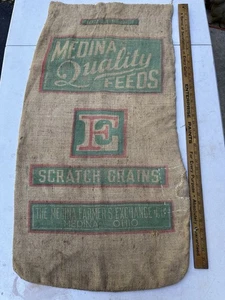 MEDINA
Quality
FEEDS
E
SCRATCH GRAINS
THE MEDINA FARMERS EXCHANGE CO.
MEDINA OHIO